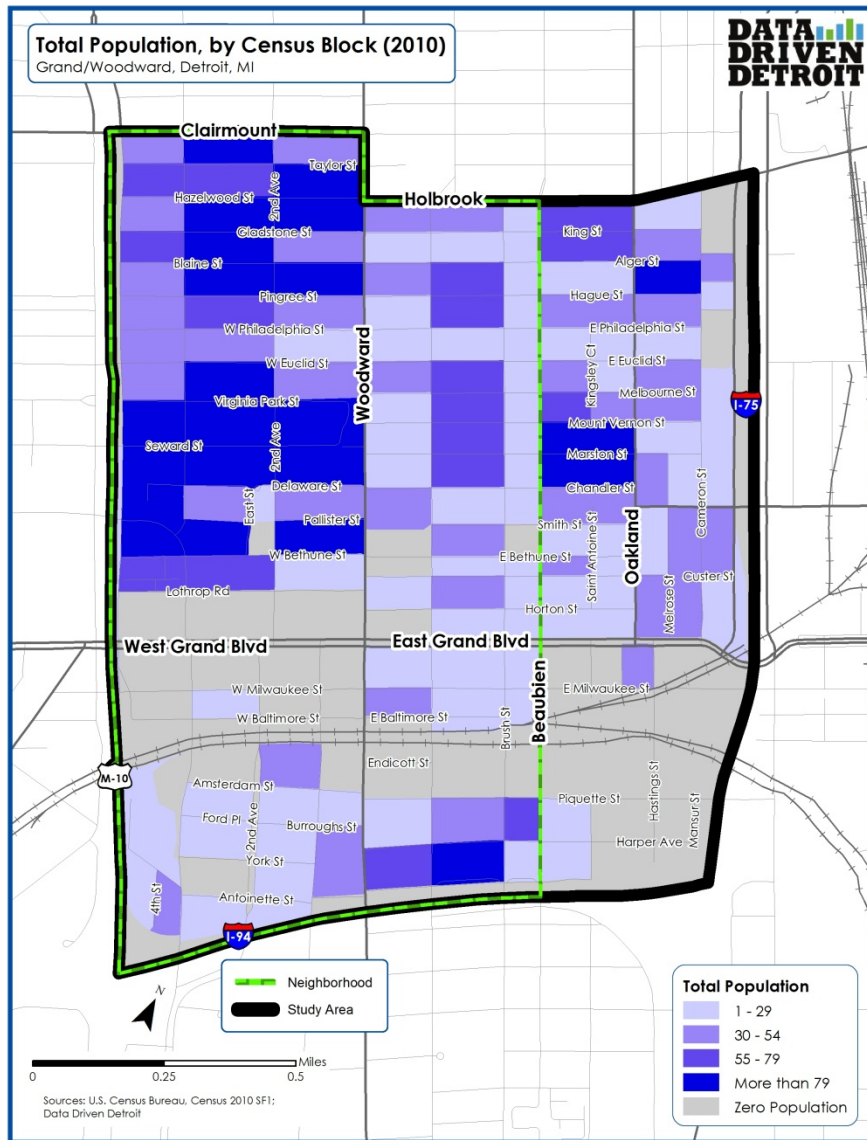 Total Population, by Census Block (2010)
Grand/Woodward, Detroit, MI
DATA
DRIVEN
DETROIT
Clairmount
Taylor St
Hazelwood St
2nd Ave
Holbrook
Gladstone St
King St
Blaine St
Alger St
Pingree St
Hague St
W Philadelphia St
E Philadelphia St
Woodward
Kingsley Ct
W Euclid St
E Euclid St
Virginia Park St
Melbourne St
I-75
Mount Vernon St
Seward St
2nd Ave
Marston St
Delaware St
Chandler St
Cameron St
East St
Pallister St
Smith St
Saint Antoine St
Oakland
W Bethune St
E Bethune St
Lothrop Rd
Custer St
Melrose St
Horton St
West Grand Blvd
East Grand Blvd
Beaubien
W Milwaukee St
E Milwaukee St
W Baltimore St
E Baltimore St
Brush St
Endicott St
M-10
Amsterdam St
Piquette St
Hastings St
Mansur St
Ford Pl
2nd Ave
Burroughs St
Harper Ave
York St
4th St
Antoinette St
I-94
N
Neighborhood
Study Area
Miles
0 0.25 0.5
Sources: U.S. Census Bureau, Census 2010 SF1;
Data Driven Detroit
Total Population
1 - 29
30 - 54
55 - 79
More than 79
Zero Population